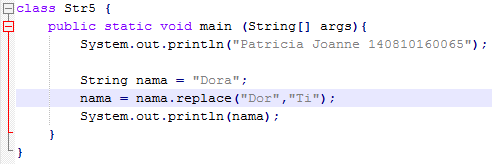 class Str5 {
    public static void main (String[] args){
        System.out.println("Patricia Joanne 140810160065");

        String nama = "Dora";
        nama = nama.replace("Dor","Ti");
        System.out.println(nama);
    }
}